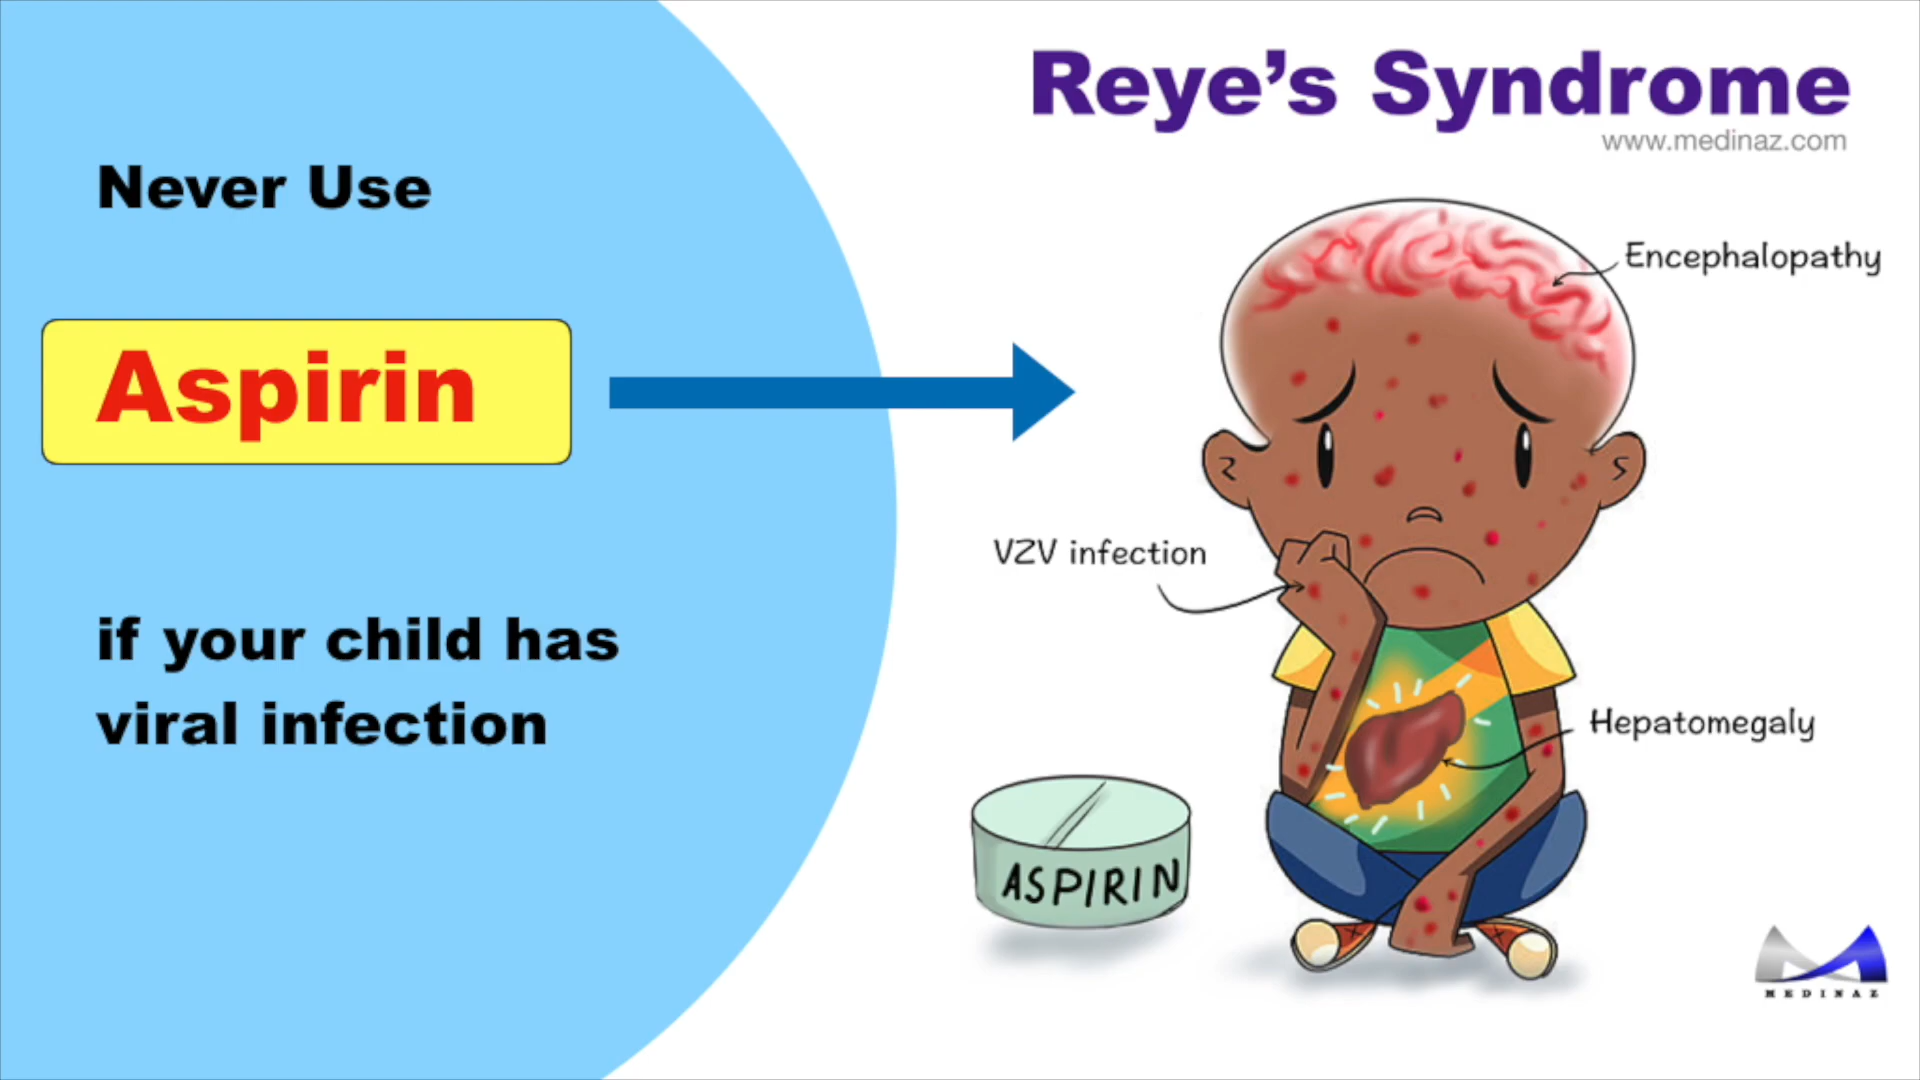 Reye's Syndrome
www.medinaz.com
Never Use
Aspirin
if your child has
viral infection
Encephalopathy
VZV infection
Hepatomegaly
ASPIRIN
MEDINAZ